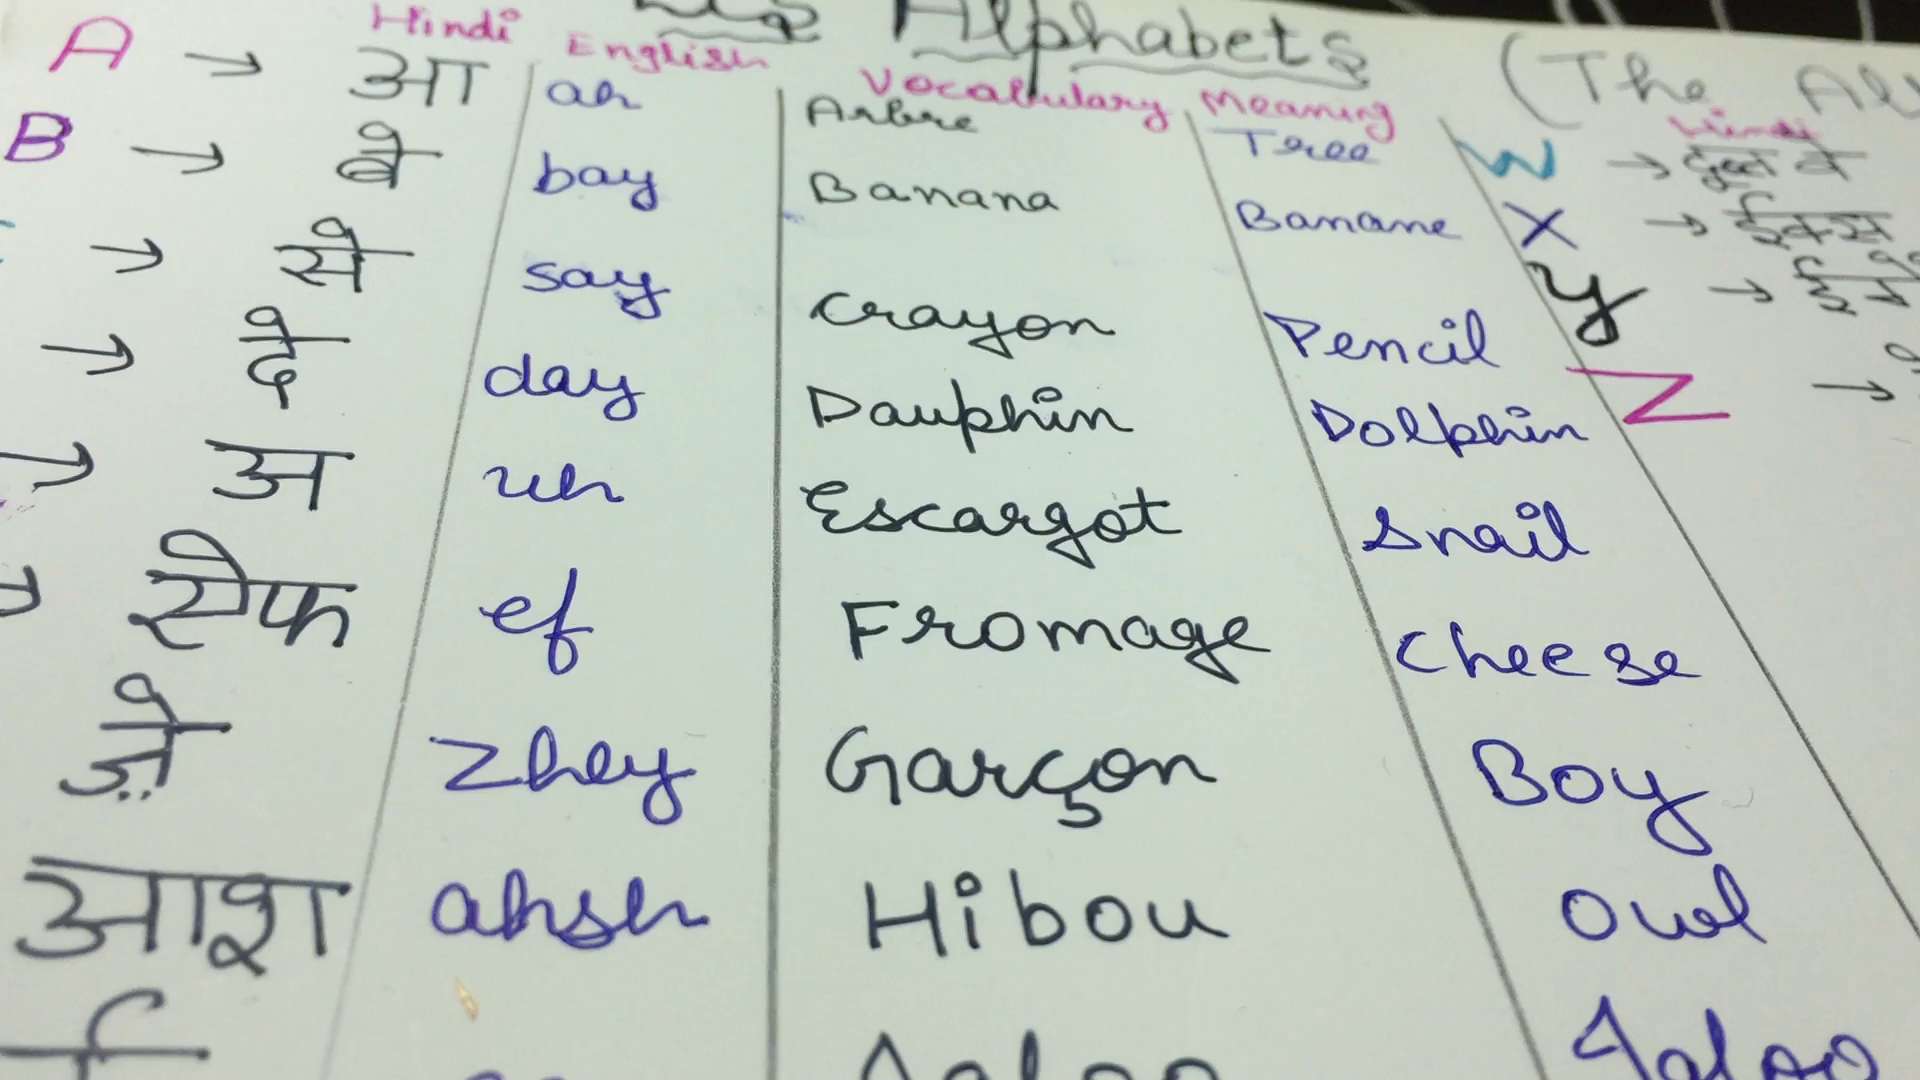 Alphabets (The
Hindi English Vocabulary Meaning Hindi
A → आ ah Arbre Tree W →
B → बे bay Banana Banane X →
→ से say Crayon Pencil y →
→ दे day Dauphin Dolphin Z →
→ अ uh Escargot Snail
→ ऐफ ef Fromage Cheese
ज़े zhey Garçon Boy
आश ahsh Hibou Owl